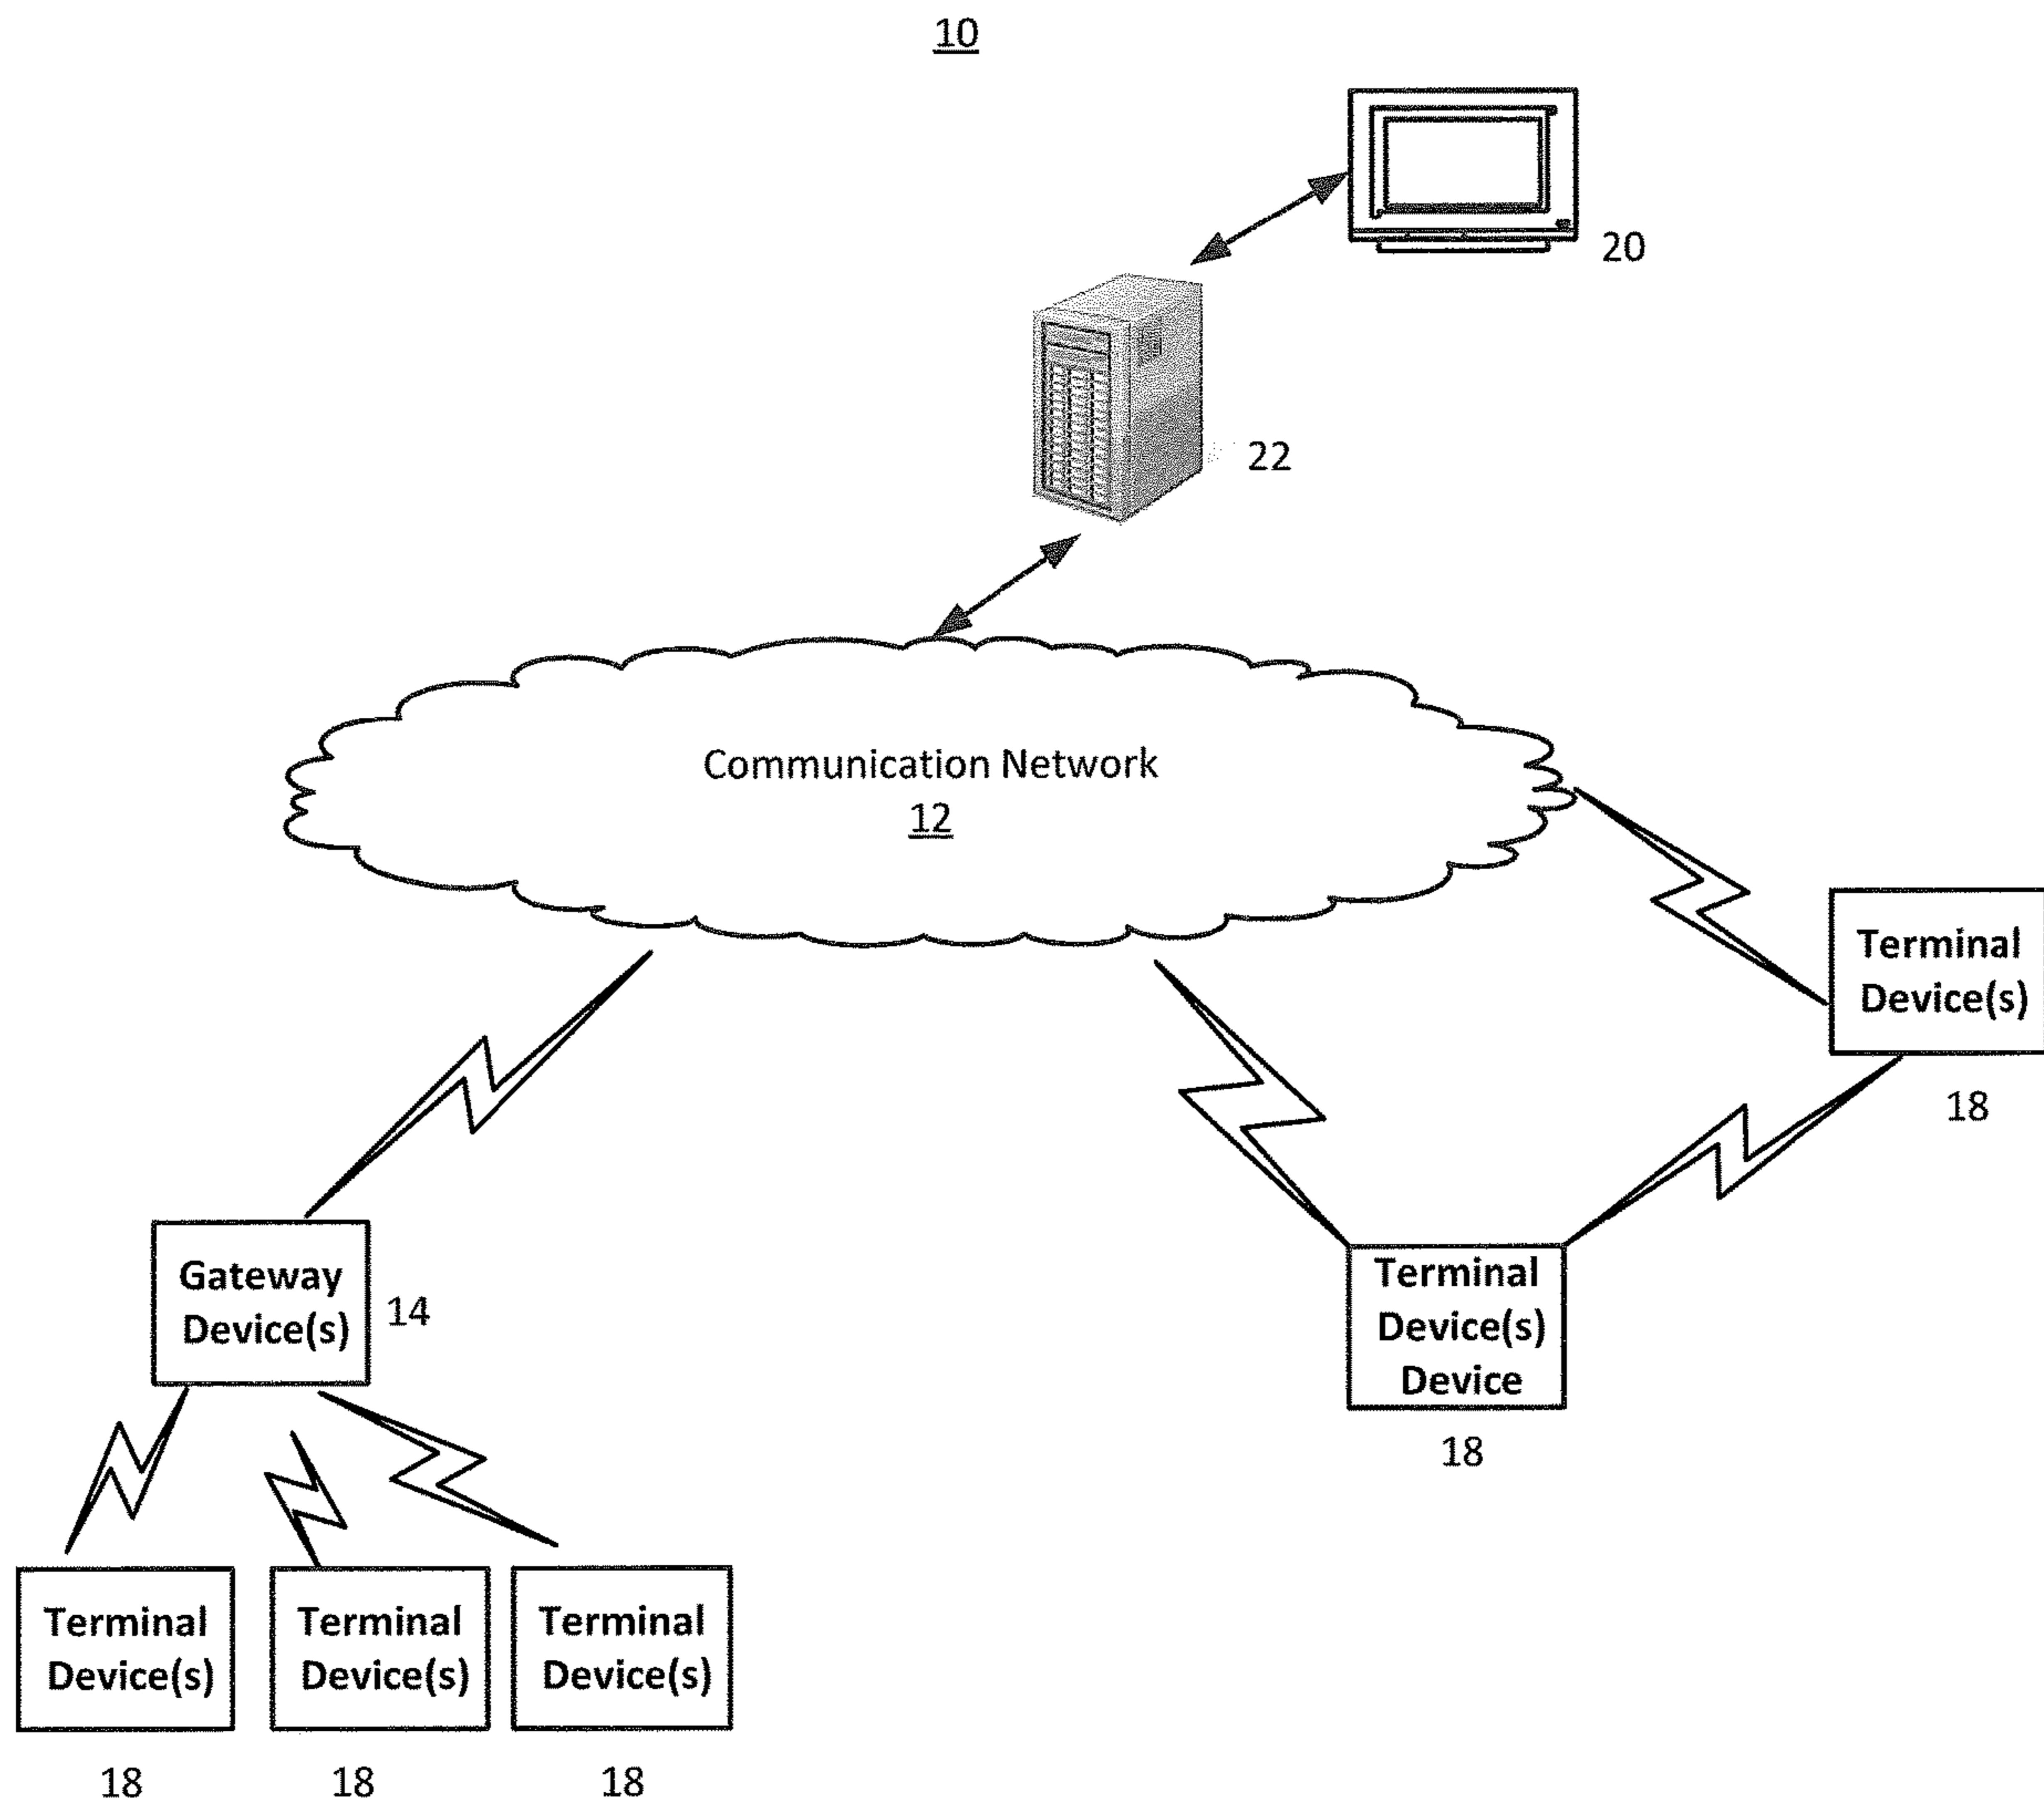 10
20
22
Communication Network
12
Terminal
Device(s)
18
Gateway
Device(s)
14
Terminal
Device(s)
Device
18
Terminal
Device(s)
Terminal
Device(s)
Terminal
Device(s)
18
18
18